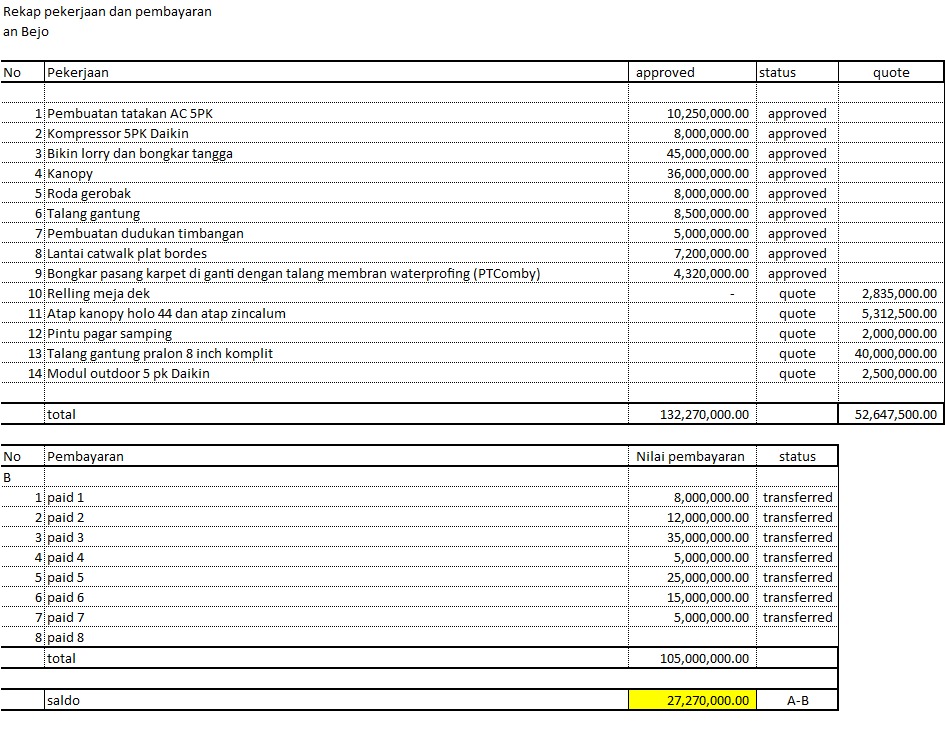 Rekap pekerjaan dan pembayaran
an Bejo
No Pekerjaan approved status quote
1 Pembuatan tatakan AC 5PK 10,250,000.00 approved
2 Kompressor 5PK Daikin 8,000,000.00 approved
3 Bikin lorry dan bongkar tangga 45,000,000.00 approved
4 Kanopy 36,000,000.00 approved
5 Roda gerobak 8,000,000.00 approved
6 Talang gantung 8,500,000.00 approved
7 Pembuatan dudukan timbangan 5,000,000.00 approved
8 Lantai catwalk plat bordes 7,200,000.00 approved
9 Bongkar pasang karpet di ganti dengan talang membran waterprofing (PTComby) 4,320,000.00 approved
10 Relling meja dek - quote 2,835,000.00
11 Atap kanopy holo 44 dan atap zincalum quote 5,312,500.00
12 Pintu pagar samping quote 2,000,000.00
13 Talang gantung pralon 8 inch komplit quote 40,000,000.00
14 Modul outdoor 5 pk Daikin quote 2,500,000.00
total 132,270,000.00 52,647,500.00
No Pembayaran Nilai pembayaran status
B
1 paid 1 8,000,000.00 transferred
2 paid 2 12,000,000.00 transferred
3 paid 3 35,000,000.00 transferred
4 paid 4 5,000,000.00 transferred
5 paid 5 25,000,000.00 transferred
6 paid 6 15,000,000.00 transferred
7 paid 7 5,000,000.00 transferred
8 paid 8
total 105,000,000.00
saldo 27,270,000.00 A-B